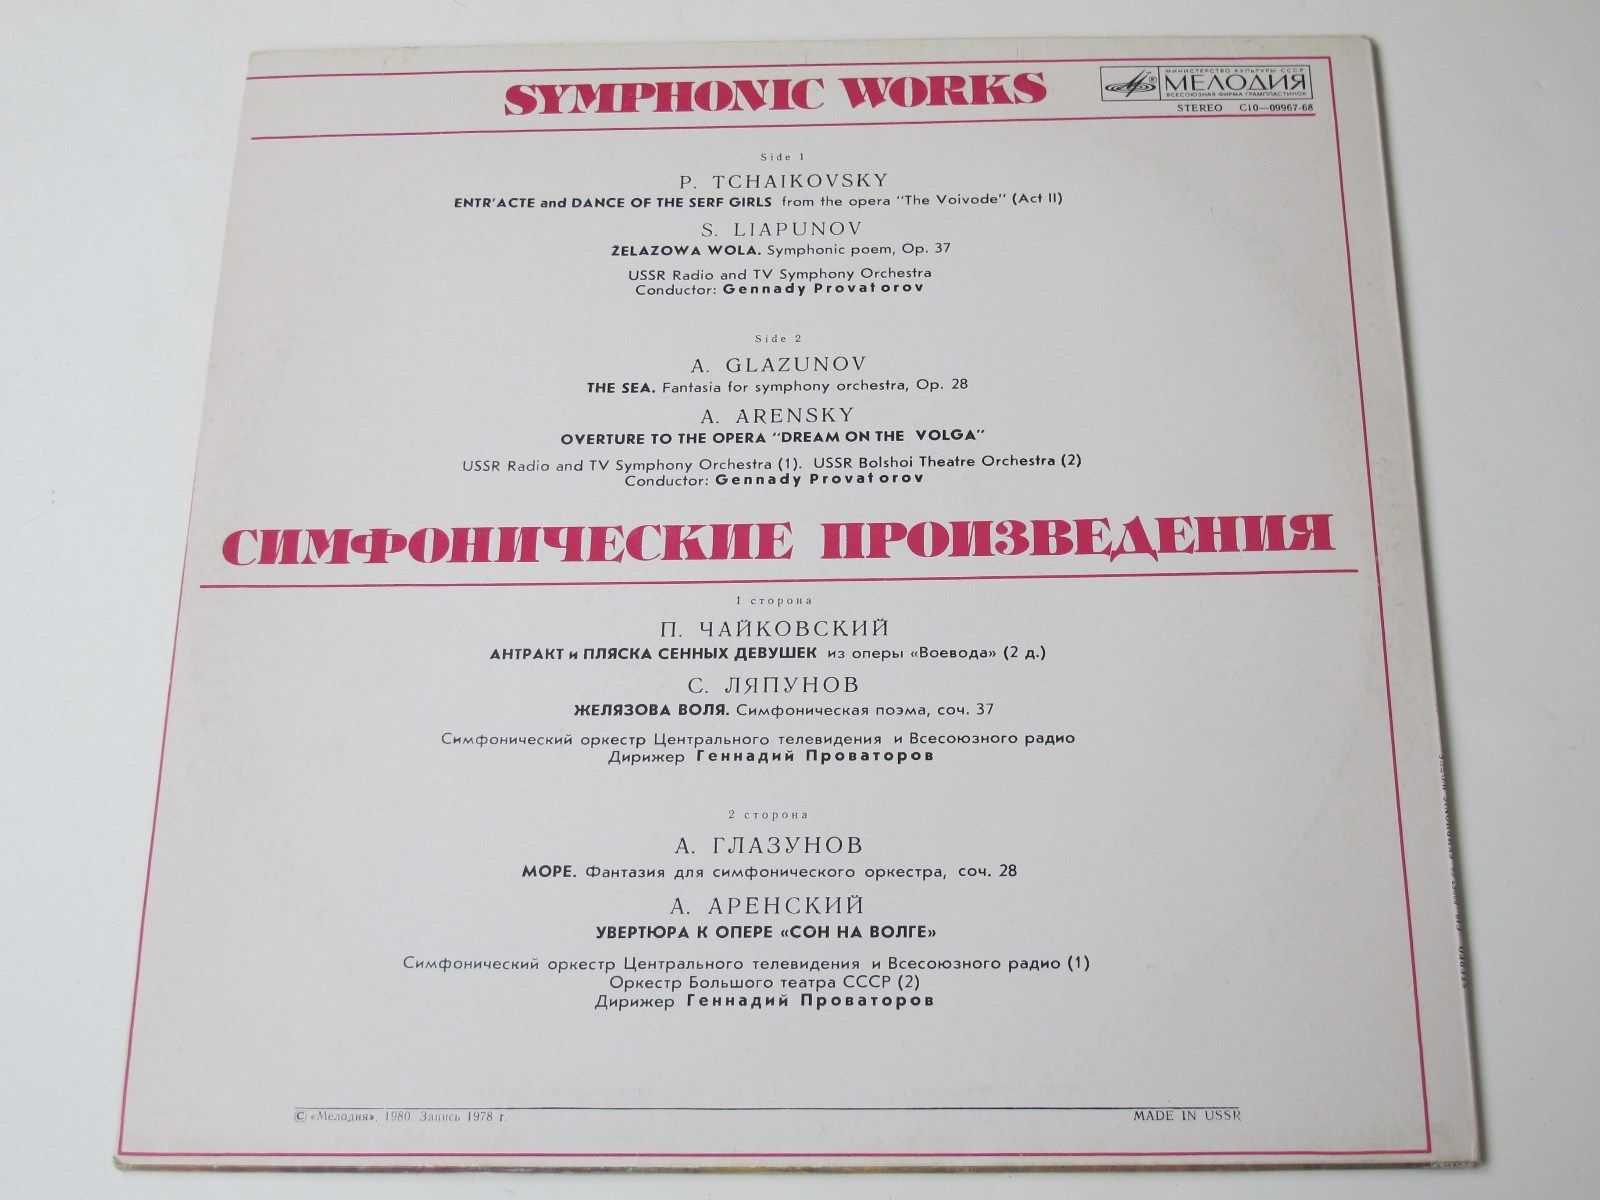 SYMPHONIC WORKS
МИНИСТЕРСТВО КУЛЬТУРЫ СССР
МЕЛОДИЯ
ВСЕСОЮЗНАЯ ФИРМА ГРАМПЛАСТИНОК
STEREO C10—09967-68
Side 1
P. TCHAIKOVSKY
ENTR'ACTE and DANCE OF THE SERF GIRLS from the opera "The Voivode" (Act II)
S. LIAPUNOV
ŻELAZOWA WOLA. Symphonic poem, Op. 37
USSR Radio and TV Symphony Orchestra
Conductor: Gennady Provatorov
Side 2
A. GLAZUNOV
THE SEA. Fantasia for symphony orchestra, Op. 28
A. ARENSKY
OVERTURE TO THE OPERA "DREAM ON THE VOLGA"
USSR Radio and TV Symphony Orchestra (1). USSR Bolshoi Theatre Orchestra (2)
Conductor: Gennady Provatorov
СИМФОНИЧЕСКИЕ ПРОИЗВЕДЕНИЯ
1 сторона
П. ЧАЙКОВСКИЙ
АНТРАКТ и ПЛЯСКА СЕННЫХ ДЕВУШЕК из оперы «Воевода» (2 д.)
С. ЛЯПУНОВ
ЖЕЛЯЗОВА ВОЛЯ. Симфоническая поэма, соч. 37
Симфонический оркестр Центрального телевидения и Всесоюзного радио
Дирижер Геннадий Проваторов
2 сторона
А. ГЛАЗУНОВ
МОРЕ. Фантазия для симфонического оркестра, соч. 28
А. АРЕНСКИЙ
УВЕРТЮРА К ОПЕРЕ «СОН НА ВОЛГЕ»
Симфонический оркестр Центрального телевидения и Всесоюзного радио (1)
Оркестр Большого театра СССР (2)
Дирижер Геннадий Проваторов
© «Мелодия», 1980. Запись 1978 г.
MADE IN USSR
STEREO C10—09967-68 SYMPHONIC WORKS